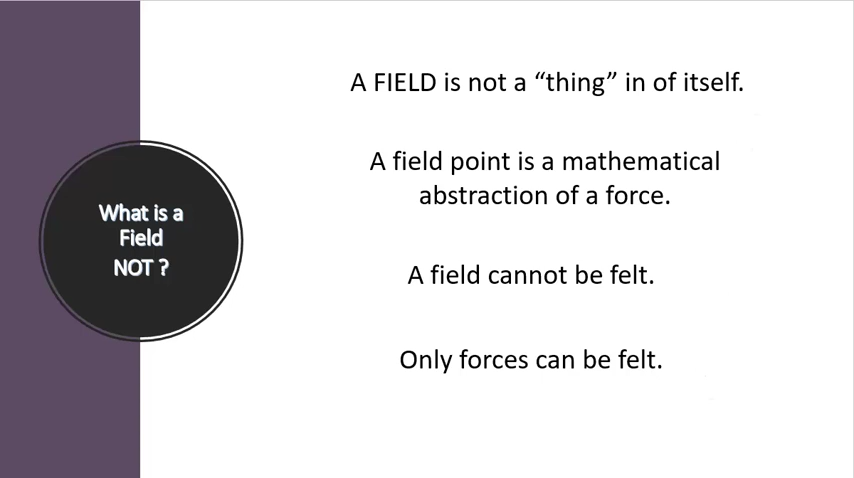 A FIELD is not a “thing” in of itself.
A field point is a mathematical
abstraction of a force.
What is a
Field
NOT ?
A field cannot be felt.
Only forces can be felt.